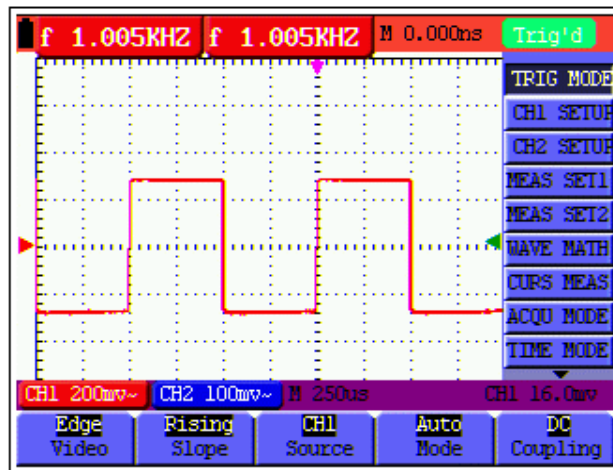 f 1.005KHZ f 1.005KHZ M 0.000ns Trig'd
TRIG MODE
CH1 SETUP
CH2 SETUP
MEAS SET1
MEAS SET2
WAVE MATH
CURS MEAS
ACQU MODE
TIME MODE
CH1 200mv~ CH2 100mv~ M 250us CH1 16.0mv
Edge Rising CH1 Auto DC
Video Slope Source Mode Coupling